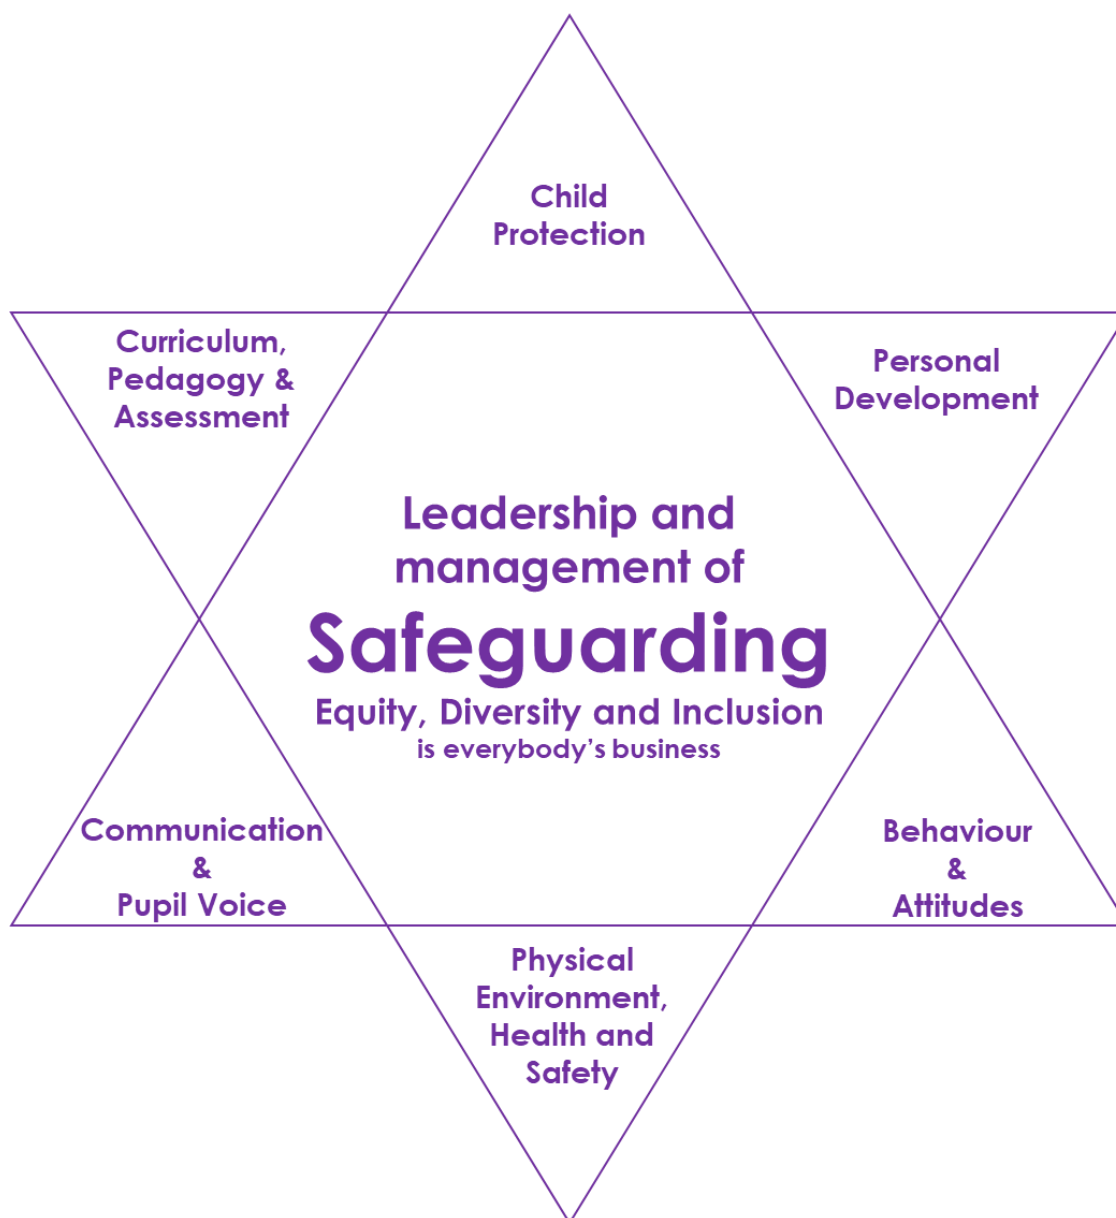 Child
Protection
Curriculum,
Pedagogy &
Assessment
Personal
Development
Leadership and
management of
Safeguarding
Equity, Diversity and Inclusion
is everybody’s business
Communication
&
Pupil Voice
Behaviour
&
Attitudes
Physical
Environment,
Health and
Safety